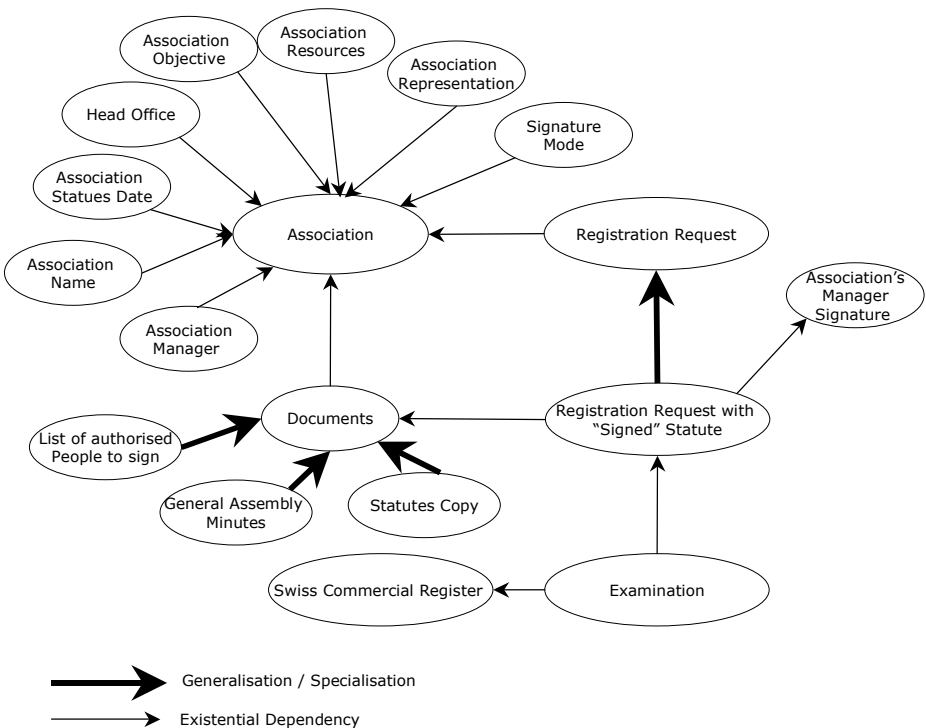 Association
Objective
Association
Resources
Association
Representation
Head Office
Signature
Mode
Association
Statues Date
Association
Registration Request
Association
Name
Association's
Manager
Signature
Association
Manager
Documents
Registration Request with
“Signed” Statute
List of authorised
People to sign
General Assembly
Minutes
Statutes Copy
Swiss Commercial Register
Examination
Generalisation / Specialisation
Existential Dependency